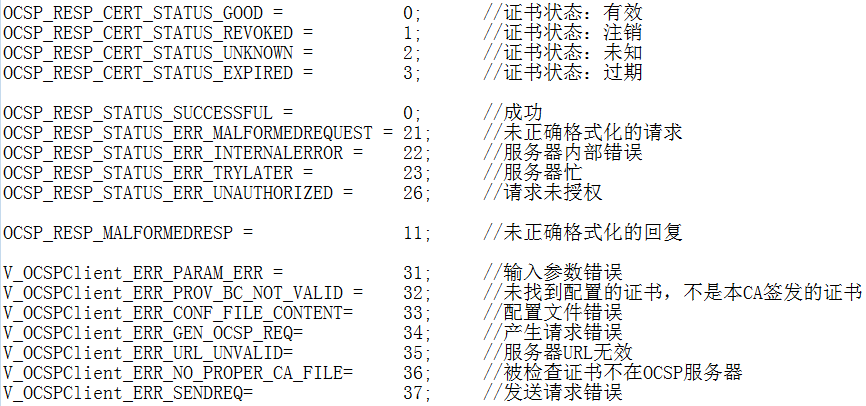 OCSP_RESP_CERT_STATUS_GOOD = 0; //证书状态: 有效
OCSP_RESP_CERT_STATUS_REVOKED = 1; //证书状态: 注销
OCSP_RESP_CERT_STATUS_UNKNOWN = 2; //证书状态: 未知
OCSP_RESP_CERT_STATUS_EXPIRED = 3; //证书状态: 过期
OCSP_RESP_STATUS_SUCCESSFUL = 0; //成功
OCSP_RESP_STATUS_ERR_MALFORMEDREQUEST = 21; //未正确格式化的请求
OCSP_RESP_STATUS_ERR_INTERNALERROR = 22; //服务器内部错误
OCSP_RESP_STATUS_ERR_TRYLATER = 23; //服务器忙
OCSP_RESP_STATUS_ERR_UNAUTHORIZED = 26; //请求未授权
OCSP_RESP_MALFORMEDRESP = 11; //未正确格式化的回复
V_OCSPClient_ERR_PARAM_ERR = 31; //输入参数错误
V_OCSPClient_ERR_PROV_BC_NOT_VALID = 32; //未找到配置的证书，不是本CA签发的证书
V_OCSPClient_ERR_CONF_FILE_CONTENT= 33; //配置文件错误
V_OCSPClient_ERR_GEN_OCSP_REQ= 34; //产生请求错误
V_OCSPClient_ERR_URL_UNVALID= 35; //服务器URL无效
V_OCSPClient_ERR_NO_PROPER_CA_FILE= 36; //被检查证书不在OCSP服务器
V_OCSPClient_ERR_SENDREQ= 37; //发送请求错误